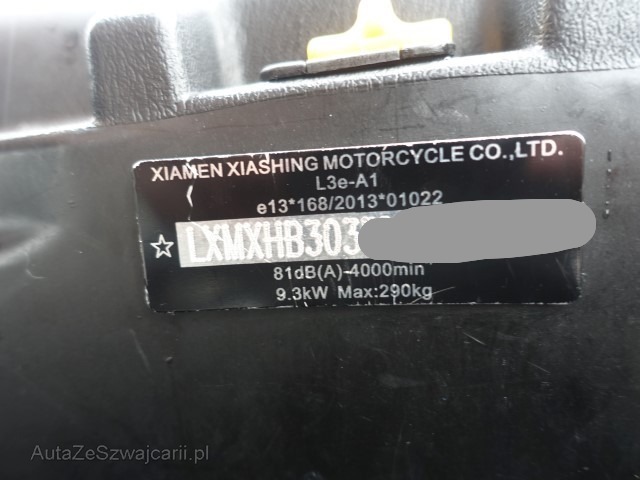 XIAMEN XIASHING MOTORCYCLE CO.,LTD.
L3e-A1
e13*168/2013*01022
☆ LXMXHB303
81dB(A)-4000min
9.3kW Max:290kg
AutaZeSzwajcarii.pl